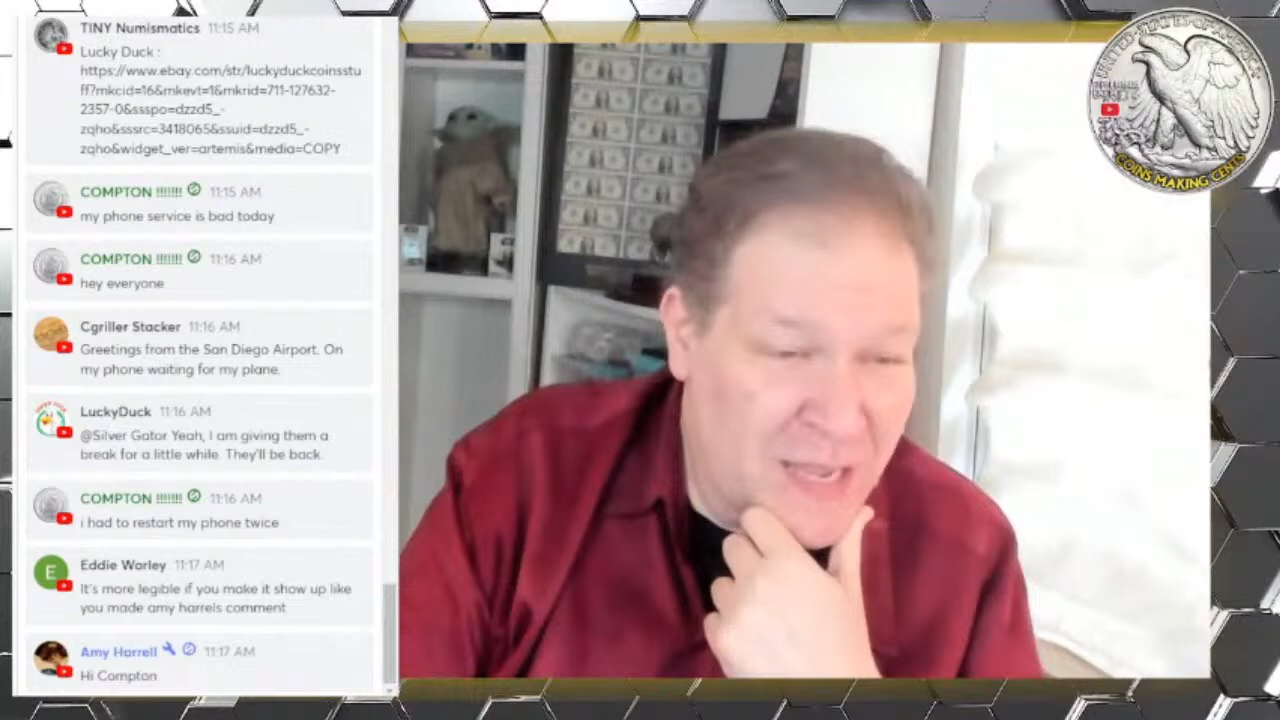 TINY Numismatics 11:15 AM
Lucky Duck :
https://www.ebay.com/str/luckyduckcoinsstu
ff?mkcid=16&mkevt=1&mkrid=711-127632-
2357-0&ssspo=dzzd5_-
zqho&sssrc=3418065&ssuid=dzzd5_-
zqho&widget_ver=artemis&media=COPY
COMPTON !!!!!!! 11:15 AM
my phone service is bad today
COMPTON !!!!!!! 11:16 AM
hey everyone
Cgriller Stacker 11:16 AM
Greetings from the San Diego Airport. On
my phone waiting for my plane.
LuckyDuck 11:16 AM
@Silver Gator Yeah, I am giving them a
break for a little while. They'll be back.
COMPTON !!!!!!! 11:16 AM
i had to restart my phone twice
E
Eddie Worley 11:17 AM
It's more legible if you make it show up like
you made amy harrels comment
Amy Harrell 11:17 AM
Hi Compton
UNITED STATES OF AMERICA
COINS MAKING CENTS